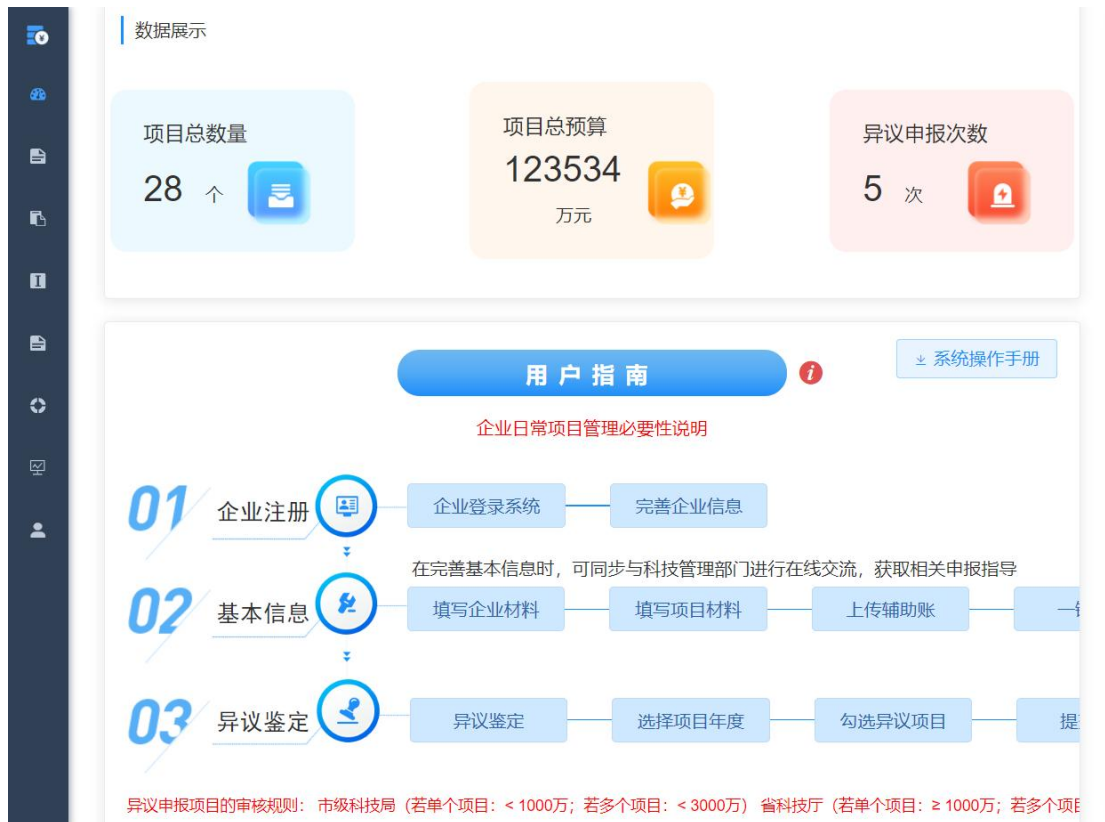 数据展示
项目总数量
28 个
项目总预算
123534
万元
异议申报次数
5 次
用户指南
系统操作手册
企业日常项目管理必要性说明
01 企业注册 企业登录系统 完善企业信息
在完善基本信息时，可同步与科技管理部门进行在线交流，获取相关申报指导
02 基本信息 填写企业材料 填写项目材料 上传辅助账 一
03 异议鉴定 异议鉴定 选择项目年度 勾选异议项目 提
异议申报项目的审核规则： 市级科技局（若单个项目：< 1000万；若多个项目：< 3000万） 省科技厅（若单个项目：≥ 1000万；若多个项目